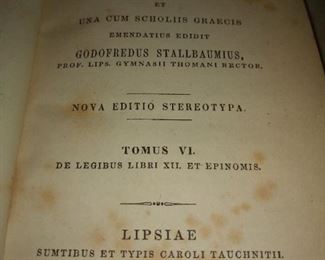 ET
UNA CUM SCHOLIIS GRAECIS
EMENDATIUS EDIDIT
GODOFREDUS STALLBAUMIUS,
PROF. LIPS. GYMNASII THOMANI RECTOR.
NOVA EDITIO STEREOTYPA.
TOMUS VI.
DE LEGIBUS LIBRI XII. ET EPINOMIS.
LIPSIAE
SUMTIBUS ET TYPIS CAROLI TAUCHNITII.